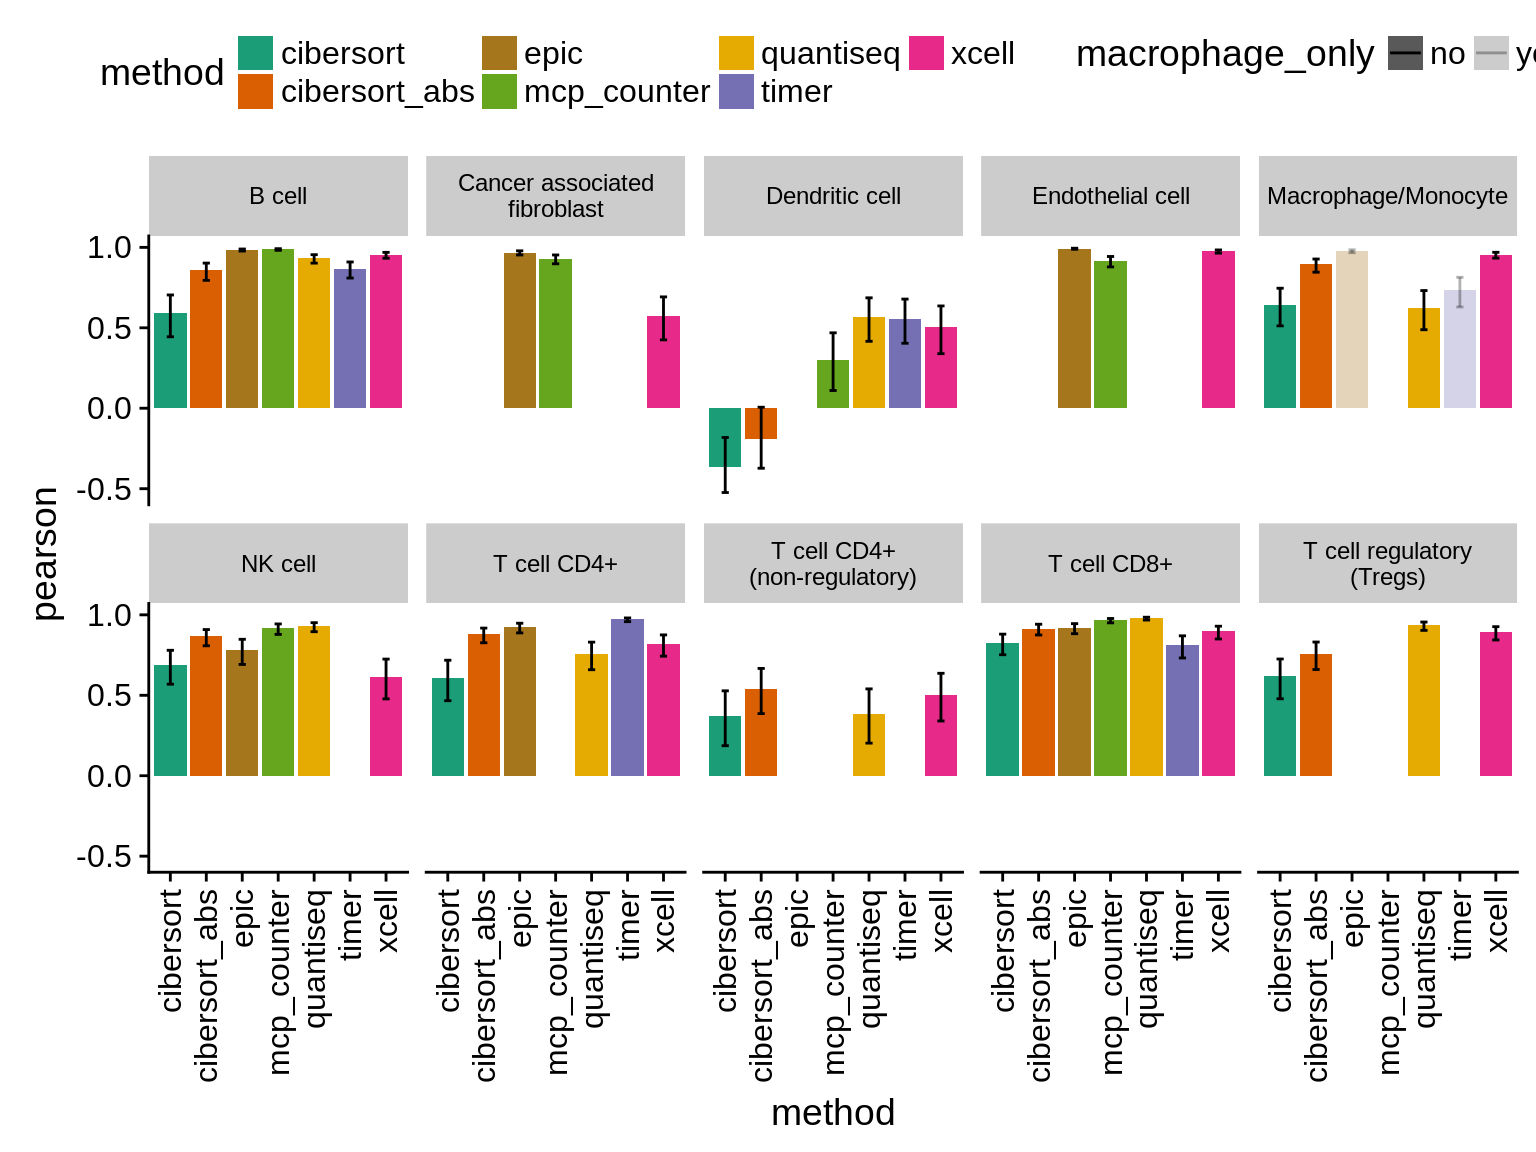 method
cibersort
cibersort_abs
epic
mcp_counter
quantiseq
timer
xcell
macrophage_only
no
B cell
Cancer associated
fibroblast
Dendritic cell
Endothelial cell
Macrophage/Monocyte
1.0
0.5
0.0
-0.5
pearson
NK cell
T cell CD4+
T cell CD4+
(non-regulatory)
T cell CD8+
T cell regulatory
(Tregs)
1.0
0.5
0.0
-0.5
cibersort
cibersort_abs
epic
mcp_counter
quantiseq
timer
xcell
cibersort
cibersort_abs
epic
mcp_counter
quantiseq
timer
xcell
cibersort
cibersort_abs
epic
mcp_counter
quantiseq
timer
xcell
cibersort
cibersort_abs
epic
mcp_counter
quantiseq
timer
xcell
cibersort
cibersort_abs
epic
mcp_counter
quantiseq
timer
xcell
method